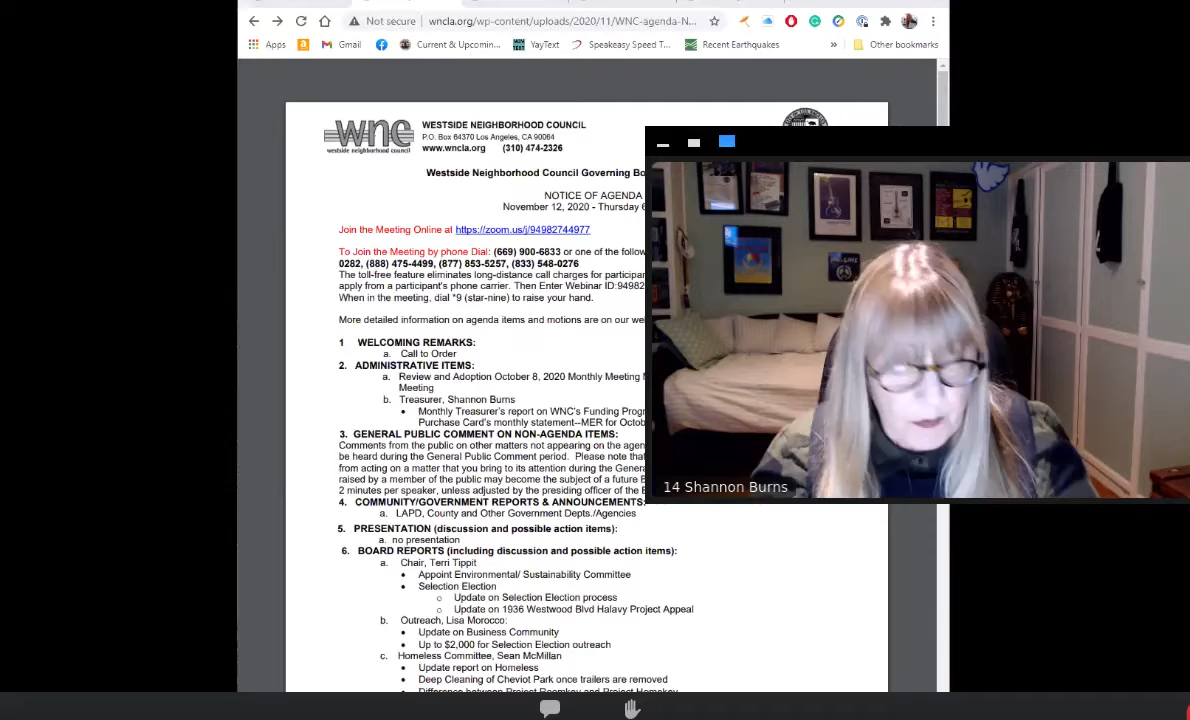 Not secure
wncla.org/wp-content/uploads/2020/11/WNC-agenda-N...
Apps
Gmail
Current & Upcomin...
YayText
Speakeasy Speed T...
Recent Earthquakes
»
Other bookmarks
wnc
westside neighborhood council
WESTSIDE NEIGHBORHOOD COUNCIL
P.O. Box 64370 Los Angeles, CA 90064
www.wncla.org (310) 474-2326
Westside Neighborhood Council Governing Bo
NOTICE OF AGENDA
November 12, 2020 - Thursday 6
Join the Meeting Online at https://zoom.us/j/94982744977
To Join the Meeting by phone Dial: (669) 900-6833 or one of the follow
0282, (888) 475-4499, (877) 853-5257, (833) 548-0276
The toll-free feature eliminates long-distance call charges for participan
apply from a participant's phone carrier. Then Enter Webinar ID:94982
When in the meeting, dial *9 (star-nine) to raise your hand.
More detailed information on agenda items and motions are on our we
1 WELCOMING REMARKS:
a. Call to Order
2. ADMINISTRATIVE ITEMS:
a. Review and Adoption October 8, 2020 Monthly Meeting M
Meeting
b. Treasurer, Shannon Burns
• Monthly Treasurer's report on WNC's Funding Progr
Purchase Card's monthly statement--MER for Octob
3. GENERAL PUBLIC COMMENT ON NON-AGENDA ITEMS:
Comments from the public on other matters not appearing on the agen
be heard during the General Public Comment period. Please note that
from acting on a matter that you bring to its attention during the Genera
raised by a member of the public may become the subject of a future B
2 minutes per speaker, unless adjusted by the presiding officer of the B
4. COMMUNITY/GOVERNMENT REPORTS & ANNOUNCEMENTS:
a. LAPD, County and Other Government Depts./Agencies
5. PRESENTATION (discussion and possible action items):
a. no presentation
6. BOARD REPORTS (including discussion and possible action items):
a. Chair, Terri Tippit
• Appoint Environmental/ Sustainability Committee
• Selection Election
o Update on Selection Election process
o Update on 1936 Westwood Blvd Halavy Project Appeal
b. Outreach, Lisa Morocco:
• Update on Business Community
• Up to $2,000 for Selection Election outreach
c. Homeless Committee, Sean McMillan
• Update report on Homeless
• Deep Cleaning of Cheviot Park once trailers are removed
• Difference between Project Roomkey and Project Homekey
14 Shannon Burns